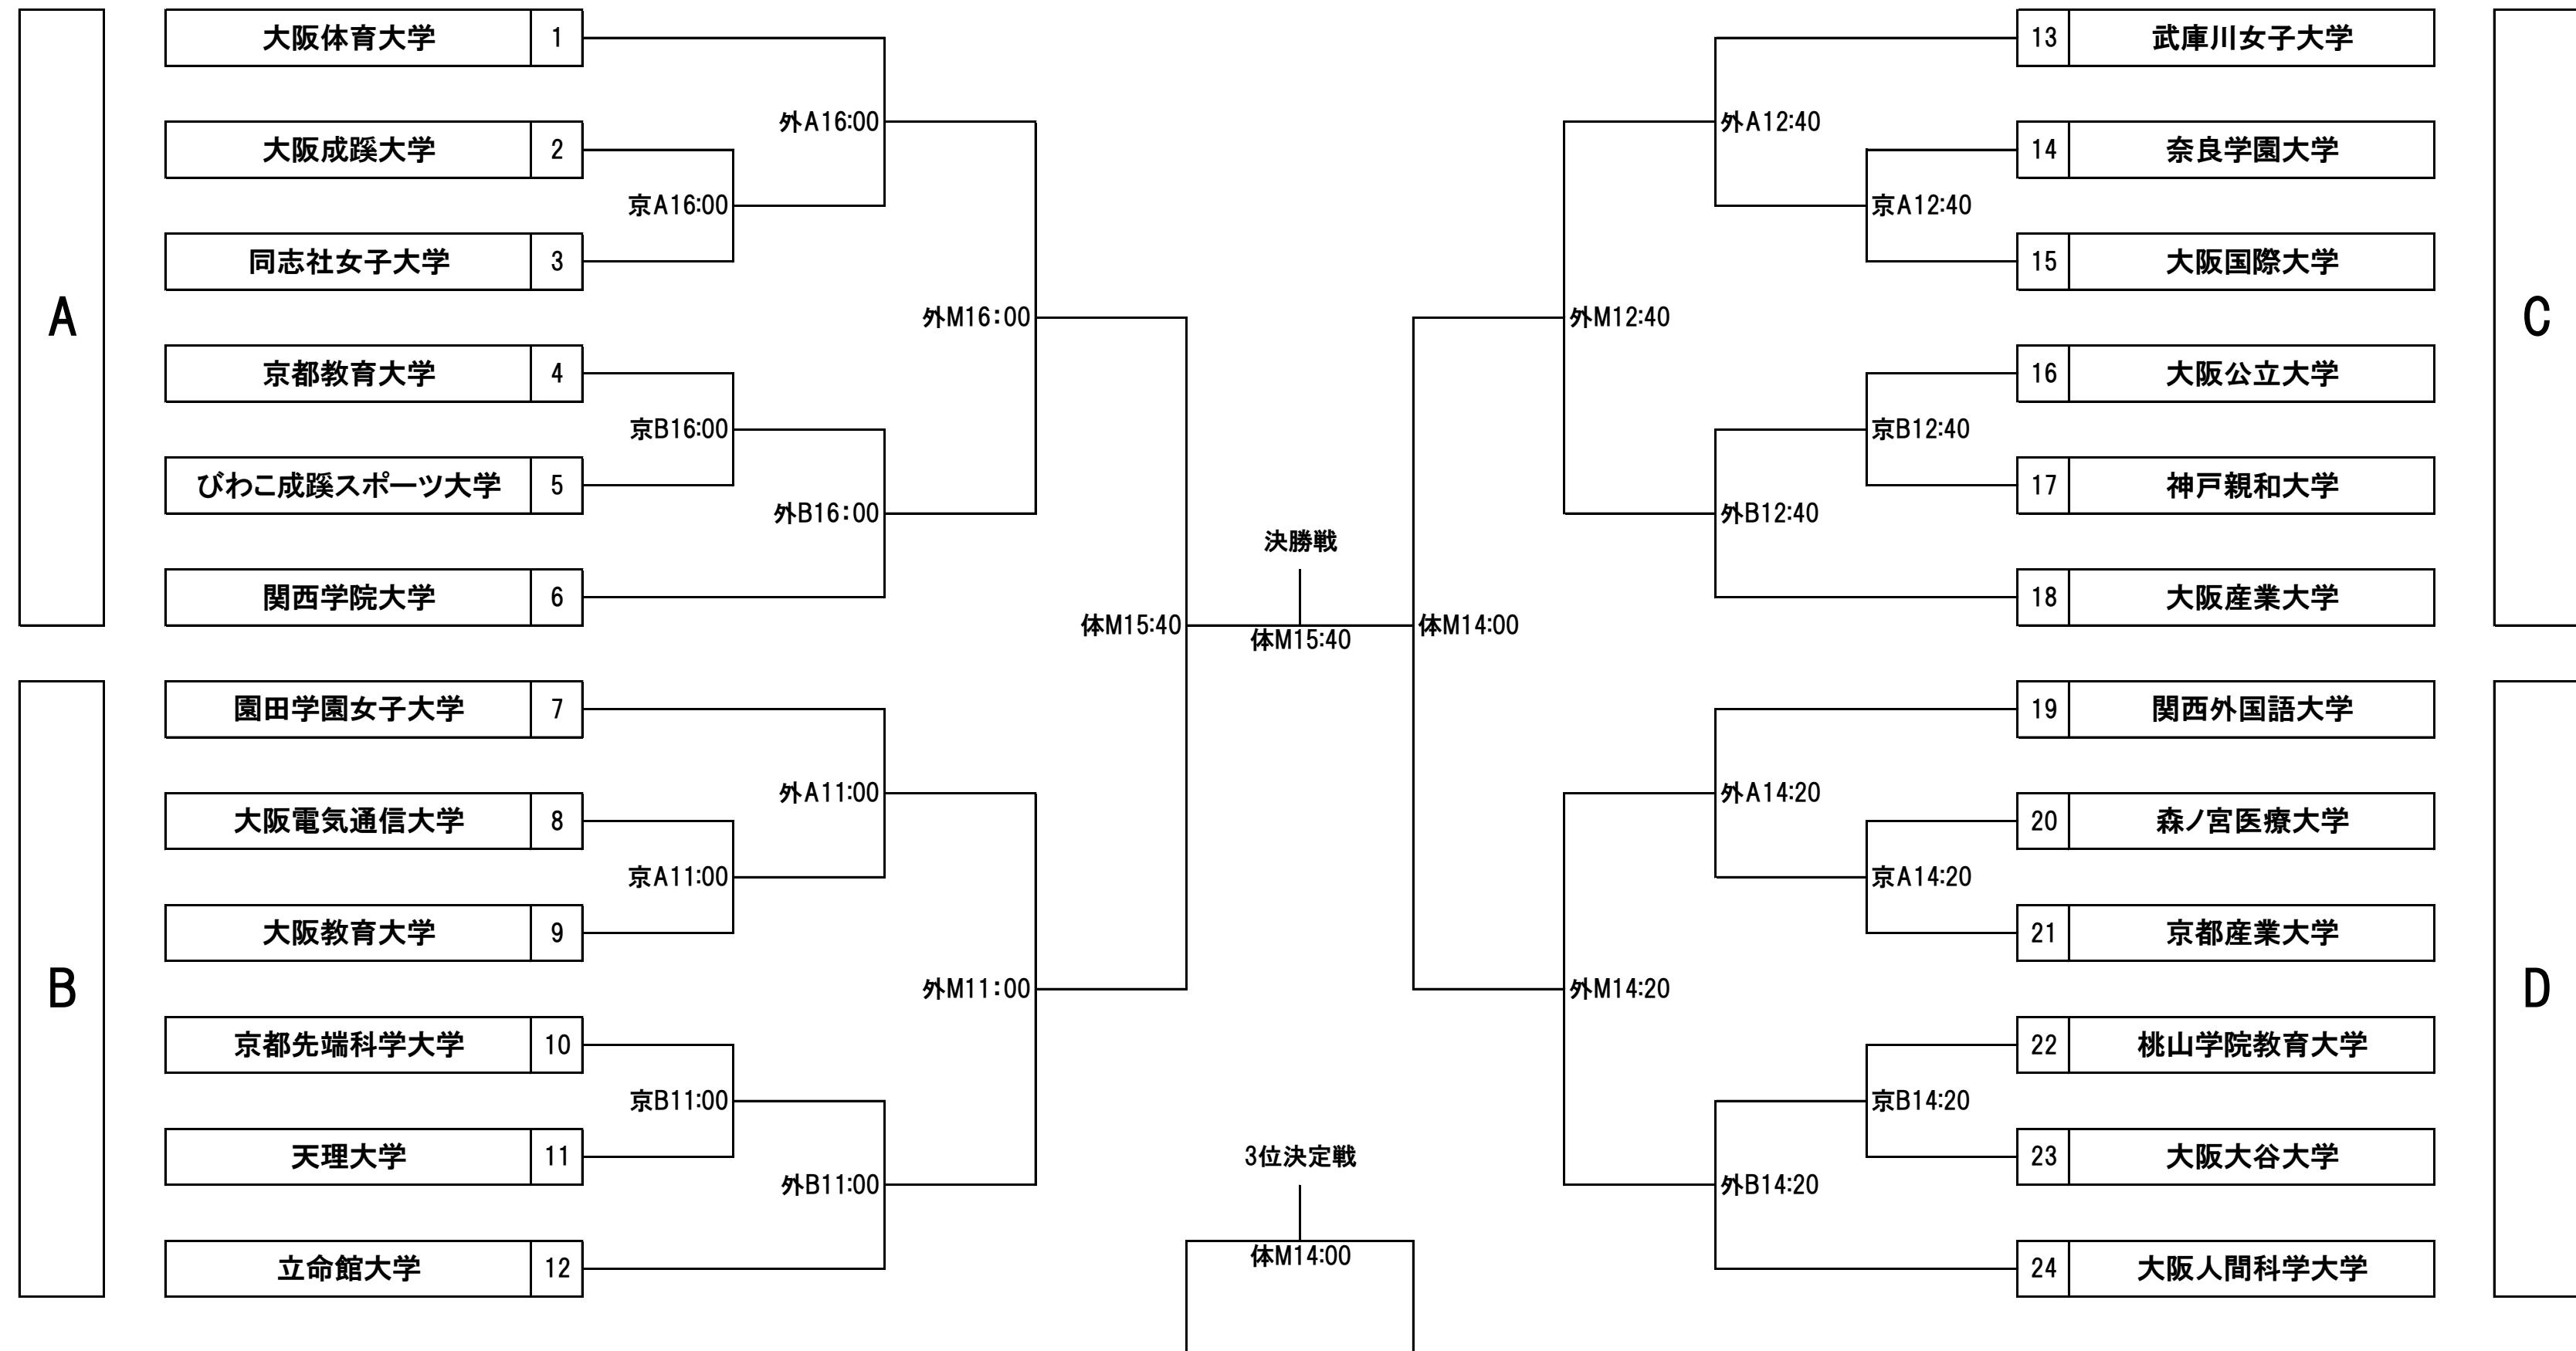 A
大阪体育大学 1
大阪成蹊大学 2
同志社女子大学 3
京都教育大学 4
びわこ成蹊スポーツ大学 5
関西学院大学 6
京A16:00
京B16:00
外A16:00
外B16:00
外M16:00
B
園田学園女子大学 7
大阪電気通信大学 8
大阪教育大学 9
京都先端科学大学 10
天理大学 11
立命館大学 12
京A11:00
京B11:00
外A11:00
外B11:00
外M11:00
体M15:40
決勝戦
体M15:40
体M14:00
3位決定戦
体M14:00
C
13 武庫川女子大学
14 奈良学園大学
15 大阪国際大学
16 大阪公立大学
17 神戸親和大学
18 大阪産業大学
京A12:40
京B12:40
外A12:40
外B12:40
外M12:40
D
19 関西外国語大学
20 森ノ宮医療大学
21 京都産業大学
22 桃山学院教育大学
23 大阪大谷大学
24 大阪人間科学大学
京A14:20
京B14:20
外A14:20
外B14:20
外M14:20